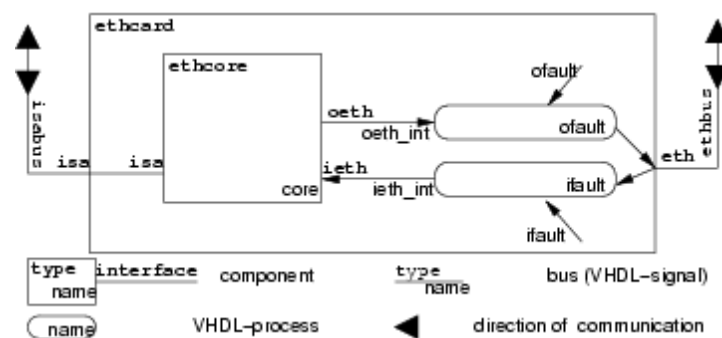 ethcard
ethcore
ofault
oeth
oeth_int
ofault
isabus
isa
isa
ieth
core
ieth_int
ifault
eth
ethbus
ifault
type
name
interface
component
type
name
bus (VHDL-signal)
name
VHDL-process
direction of communication